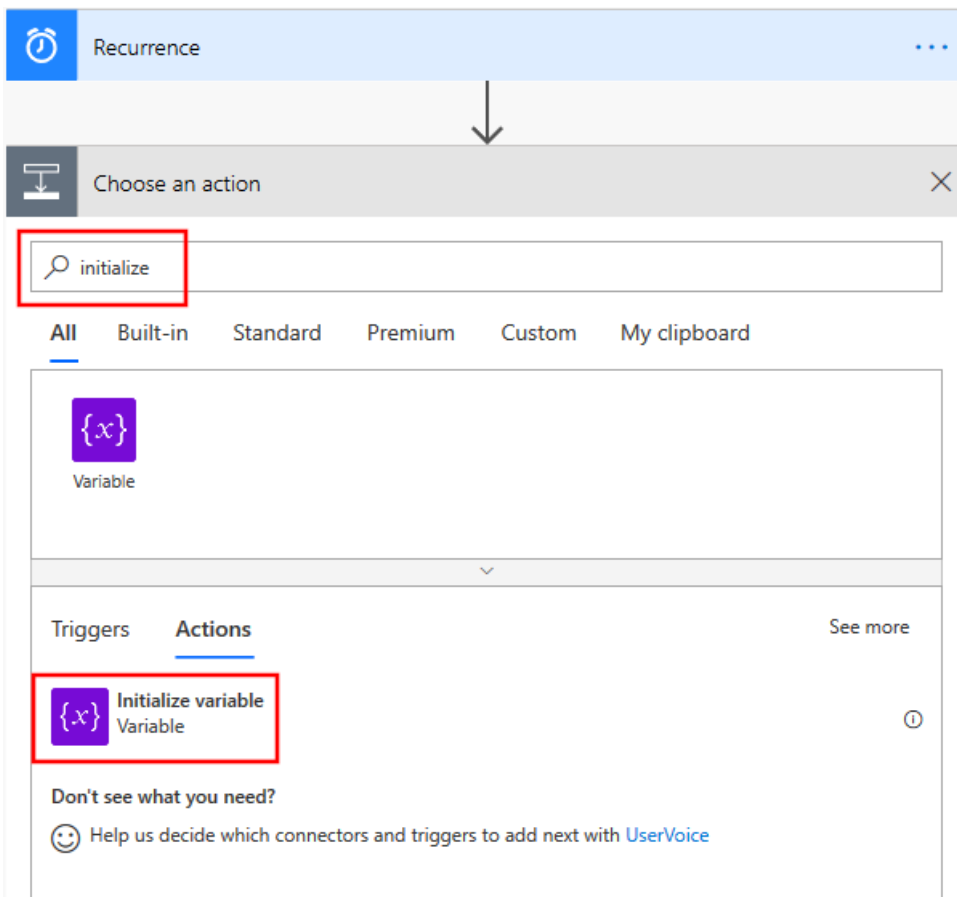 Recurrence
Choose an action
initialize
All Built-in Standard Premium Custom My clipboard
{x}
Variable
Triggers Actions See more
{x} Initialize variable
Variable
Don't see what you need?
Help us decide which connectors and triggers to add next with UserVoice